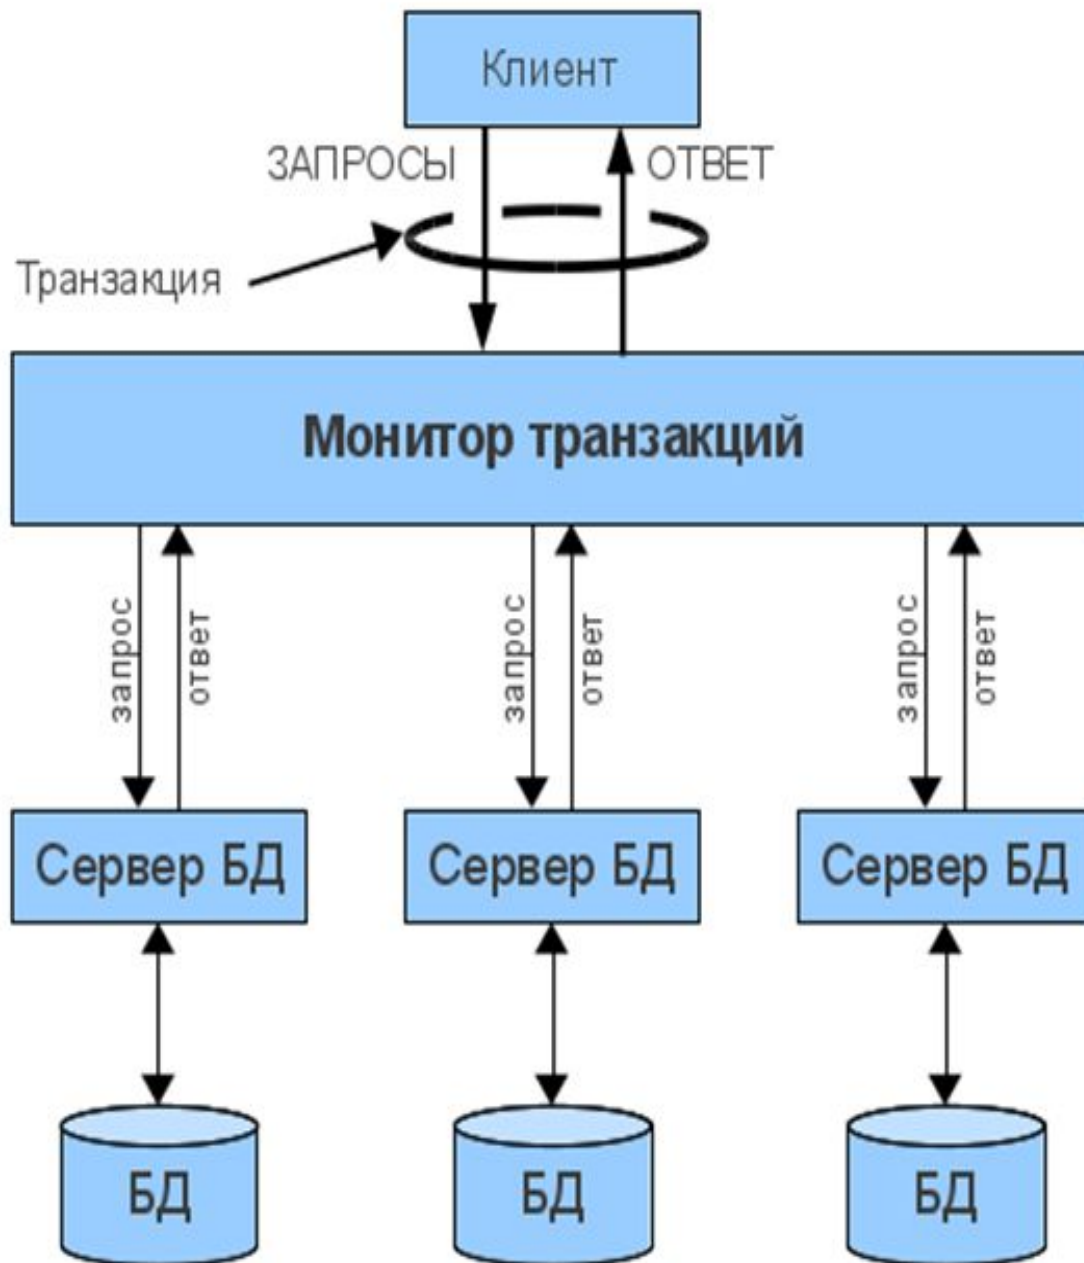 Клиент
ЗАПРОСЫ ОТВЕТ
Транзакция
Монитор транзакций
запрос ответ запрос ответ запрос ответ
Сервер БД Сервер БД Сервер БД
БД БД БД